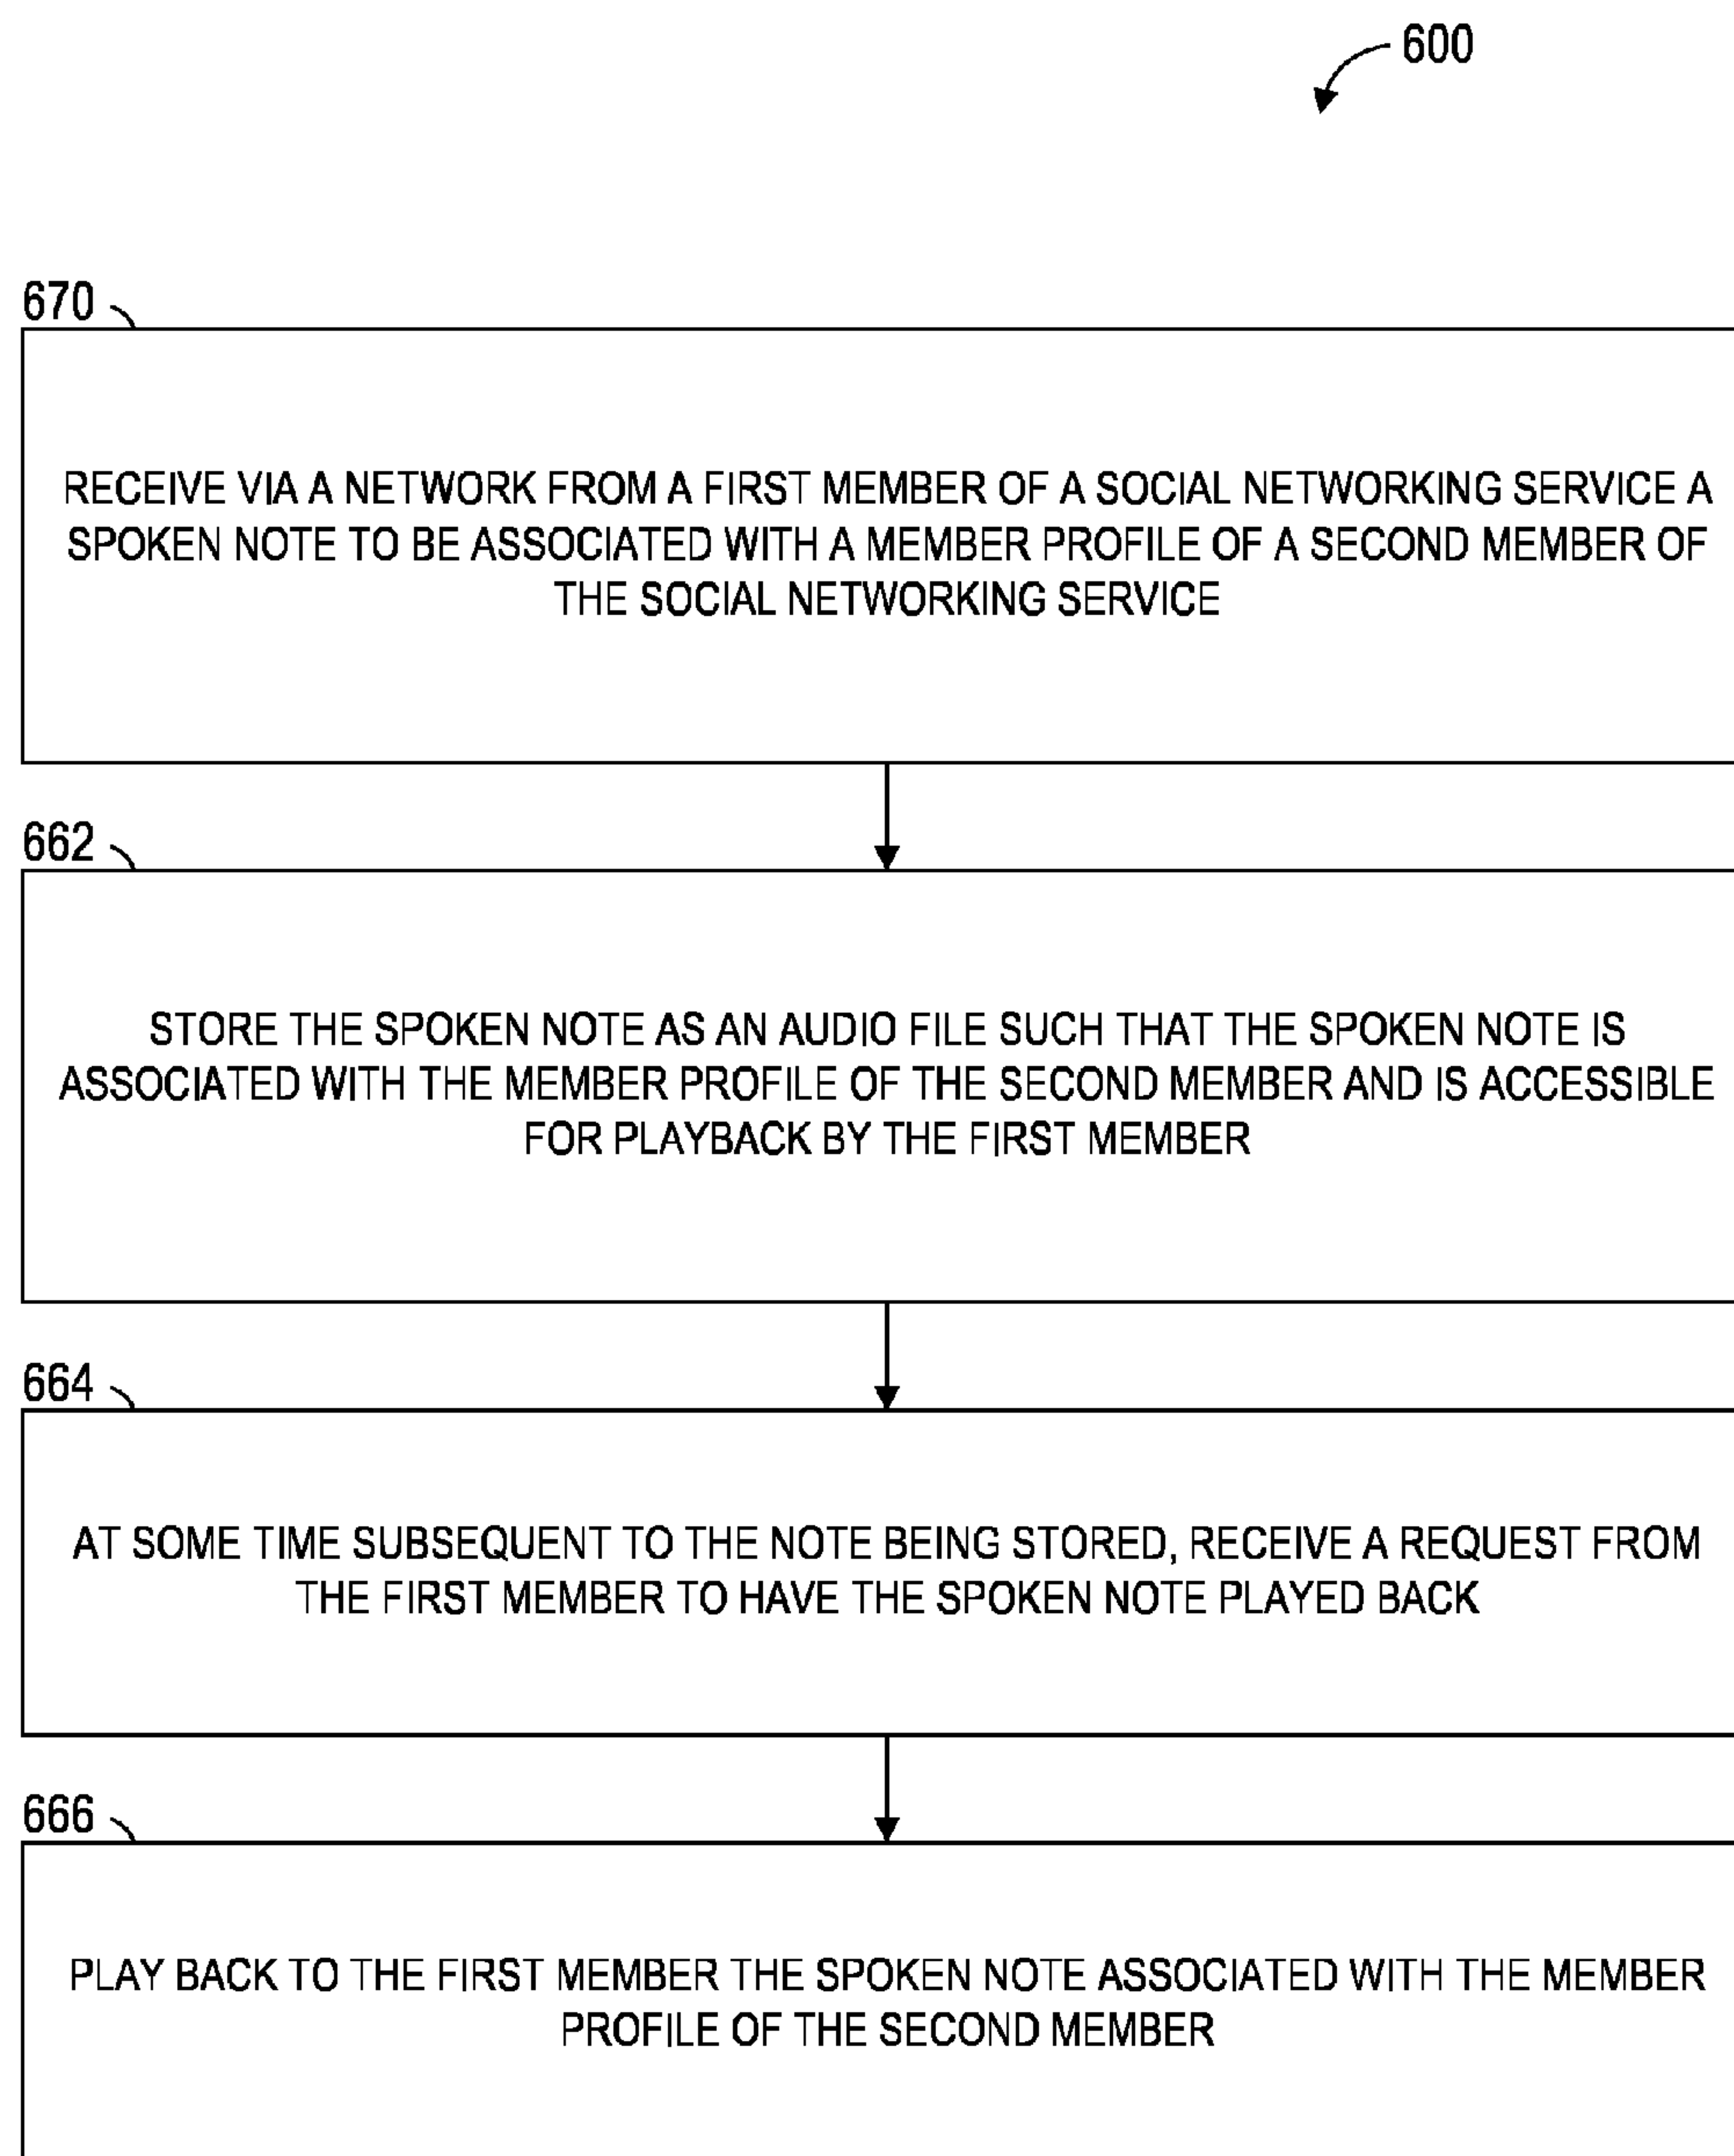 600
670
RECEIVE VIA A NETWORK FROM A FIRST MEMBER OF A SOCIAL NETWORKING SERVICE A
SPOKEN NOTE TO BE ASSOCIATED WITH A MEMBER PROFILE OF A SECOND MEMBER OF
THE SOCIAL NETWORKING SERVICE
662
STORE THE SPOKEN NOTE AS AN AUDIO FILE SUCH THAT THE SPOKEN NOTE IS
ASSOCIATED WITH THE MEMBER PROFILE OF THE SECOND MEMBER AND IS ACCESSIBLE
FOR PLAYBACK BY THE FIRST MEMBER
664
AT SOME TIME SUBSEQUENT TO THE NOTE BEING STORED, RECEIVE A REQUEST FROM
THE FIRST MEMBER TO HAVE THE SPOKEN NOTE PLAYED BACK
666
PLAY BACK TO THE FIRST MEMBER THE SPOKEN NOTE ASSOCIATED WITH THE MEMBER
PROFILE OF THE SECOND MEMBER